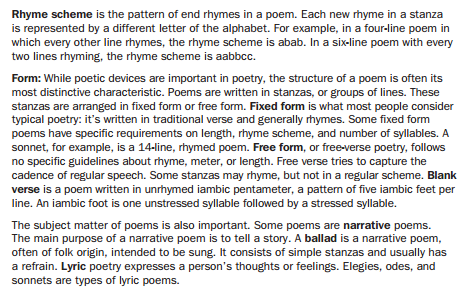 Rhyme scheme is the pattern of end rhymes in a poem. Each new rhyme in a stanza
is represented by a different letter of the alphabet. For example, in a four-line poem in
which every other line rhymes, the rhyme scheme is abab. In a six-line poem with every
two lines rhyming, the rhyme scheme is aabbcc.
Form: While poetic devices are important in poetry, the structure of a poem is often its
most distinctive characteristic. Poems are written in stanzas, or groups of lines. These
stanzas are arranged in fixed form or free form. Fixed form is what most people consider
typical poetry: it's written in traditional verse and generally rhymes. Some fixed form
poems have specific requirements on length, rhyme scheme, and number of syllables. A
sonnet, for example, is a 14-line, rhymed poem. Free form, or free-verse poetry, follows
no specific guidelines about rhyme, meter, or length. Free verse tries to capture the
cadence of regular speech. Some stanzas may rhyme, but not in a regular scheme. Blank
verse is a poem written in unrhymed iambic pentameter, a pattern of five iambic feet per
line. An iambic foot is one unstressed syllable followed by a stressed syllable.
The subject matter of poems is also important. Some poems are narrative poems.
The main purpose of a narrative poem is to tell a story. A ballad is a narrative poem,
often of folk origin, intended to be sung. It consists of simple stanzas and usually has
a refrain. Lyric poetry expresses a person's thoughts or feelings. Elegies, odes, and
sonnets are types of lyric poems.